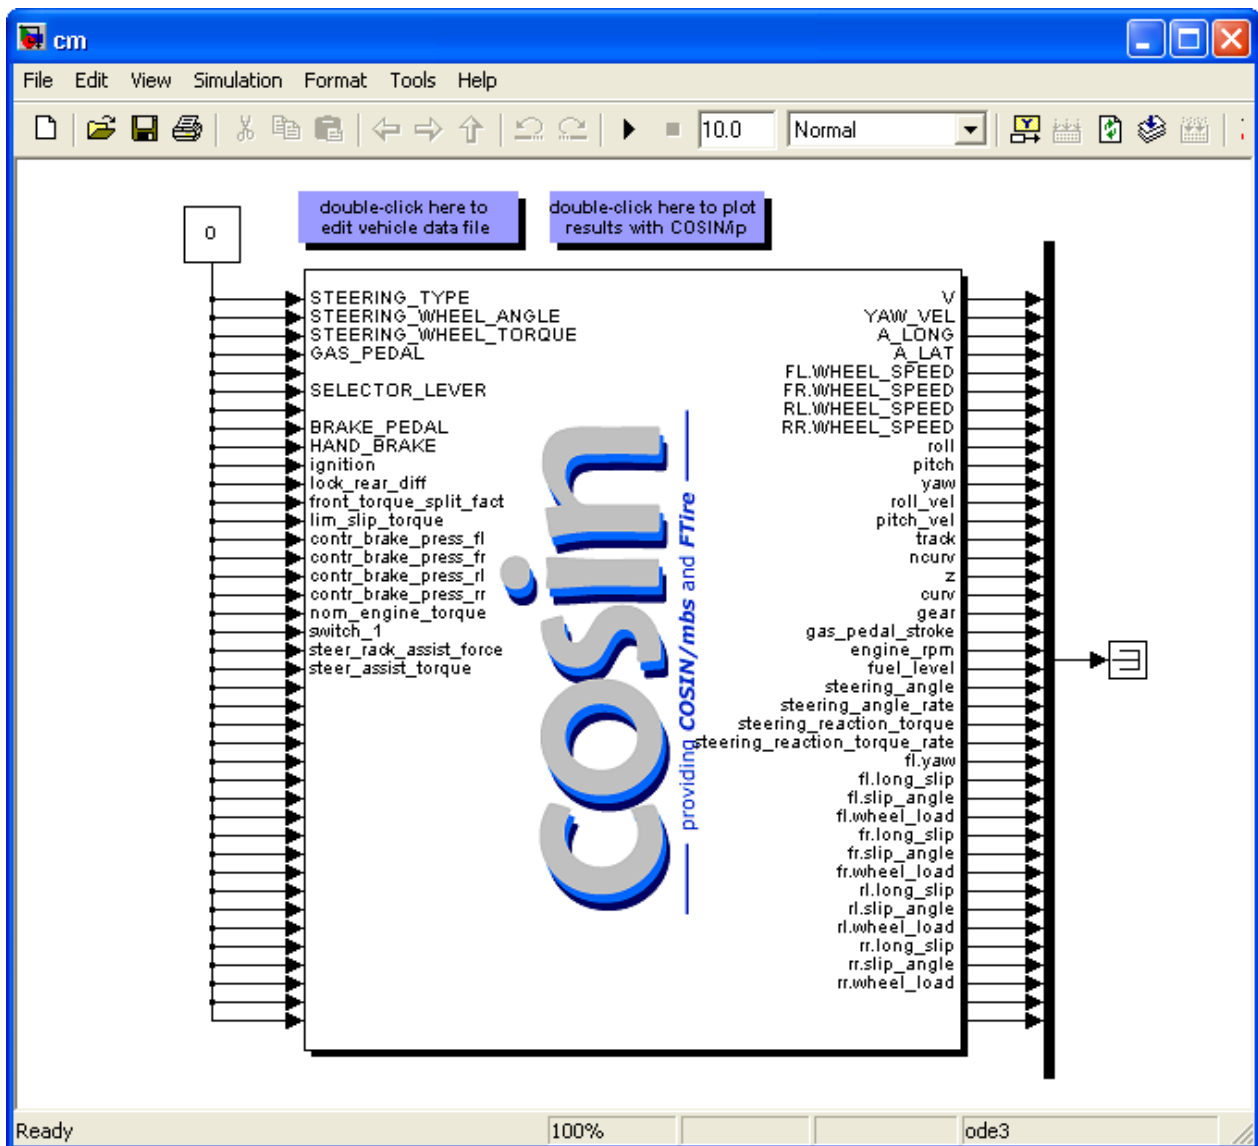 cm
File Edit View Simulation Format Tools Help
10.0 Normal
double-click here to
edit vehicle data file
double-click here to plot
results with COSIN/ip
0
STEERING_TYPE
STEERING_WHEEL_ANGLE
STEERING_WHEEL_TORQUE
GAS_PEDAL
SELECTOR_LEVER
BRAKE_PEDAL
HAND_BRAKE
ignition
lock_rear_diff
front_torque_split_fact
lim_slip_torque
contr_brake_press_fl
contr_brake_press_fr
contr_brake_press_rl
contr_brake_press_rr
nom_engine_torque
switch_1
steer_rack_assist_force
steer_assist_torque
cosin
providing COSIN/mbs and FTire
V
YAW_VEL
A_LONG
A_LAT
FL.WHEEL_SPEED
FR.WHEEL_SPEED
RL.WHEEL_SPEED
RR.WHEEL_SPEED
roll
pitch
yaw
roll_vel
pitch_vel
track
ncurv
z
curv
gear
gas_pedal_stroke
engine_rpm
fuel_level
steering_angle
steering_angle_rate
steering_reaction_torque
steering_reaction_torque_rate
fl.yaw
fl.long_slip
fl.slip_angle
fl.wheel_load
fr.long_slip
fr.slip_angle
fr.wheel_load
rl.long_slip
rl.slip_angle
rl.wheel_load
rr.long_slip
rr.slip_angle
rr.wheel_load
Ready 100% ode3